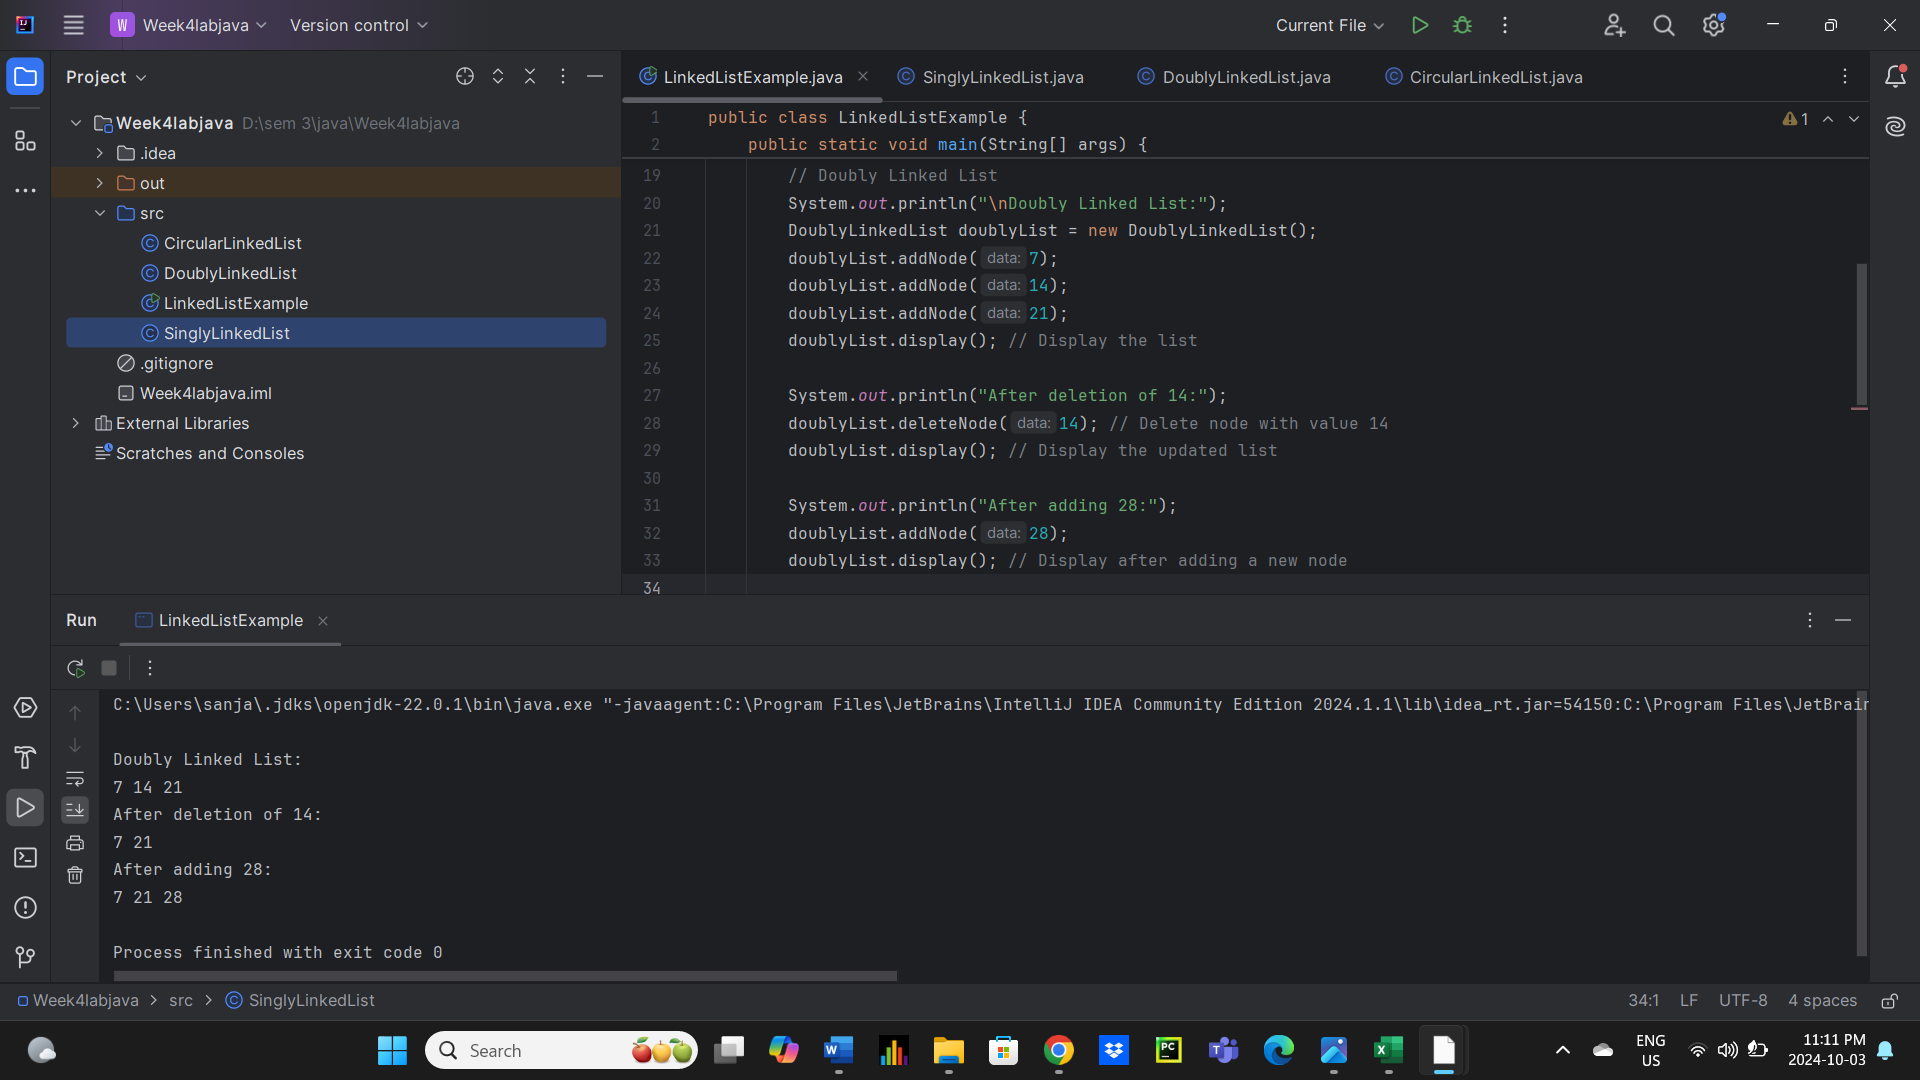 W Week4labjava Version control
Current File
Project
LinkedListExample.java SinglyLinkedList.java DoublyLinkedList.java CircularLinkedList.java
Week4labjava D:\sem 3\java\Week4labjava
.idea
out
src
CircularLinkedList
DoublyLinkedList
LinkedListExample
SinglyLinkedList
.gitignore
Week4labjava.iml
External Libraries
Scratches and Consoles
1
1 public class LinkedListExample {
2 public static void main(String[] args) {
19 // Doubly Linked List
20 System.out.println("\nDoubly Linked List:");
21 DoublyLinkedList doublyList = new DoublyLinkedList();
22 doublyList.addNode( data: 7);
23 doublyList.addNode( data: 14);
24 doublyList.addNode( data: 21);
25 doublyList.display(); // Display the list
26
27 System.out.println("After deletion of 14:");
28 doublyList.deleteNode( data: 14); // Delete node with value 14
29 doublyList.display(); // Display the updated list
30
31 System.out.println("After adding 28:");
32 doublyList.addNode( data: 28);
33 doublyList.display(); // Display after adding a new node
34
Run LinkedListExample
C:\Users\sanja\.jdks\openjdk-22.0.1\bin\java.exe "-javaagent:C:\Program Files\JetBrains\IntelliJ IDEA Community Edition 2024.1.1\lib\idea_rt.jar=54150:C:\Program Files\JetBrain
Doubly Linked List:
7 14 21
After deletion of 14:
7 21
After adding 28:
7 21 28
Process finished with exit code 0
Week4labjava > src > SinglyLinkedList
34:1 LF UTF-8 4 spaces
Search
ENG
US
11:11 PM
2024-10-03